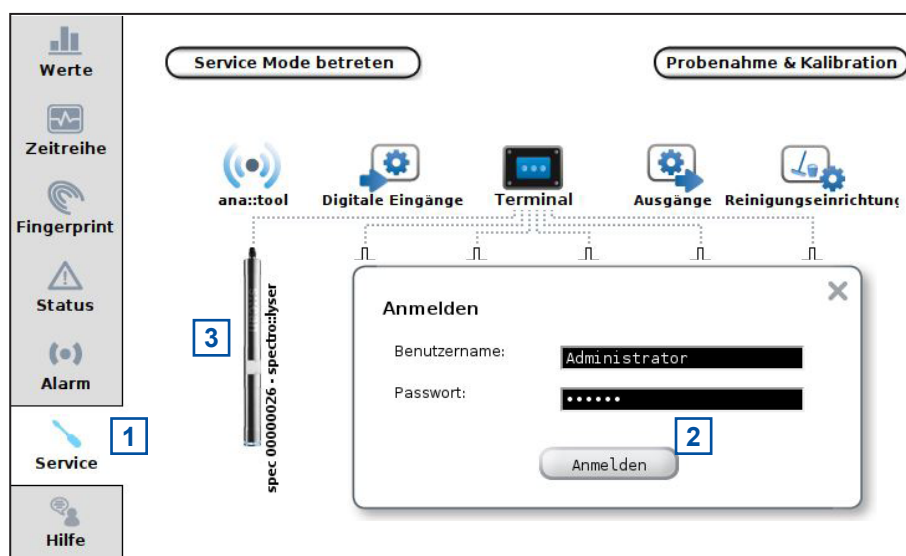 Werte
Zeitreihe
Fingerprint
Status
Alarm
Service
Hilfe
1
Service Mode betreten
Probenahme & Kalibration
ana::tool
Digitale Eingänge
Terminal
Ausgänge
Reinigungseinrichtung
3
spec 00000026 - spectro::lyser
Anmelden
Benutzername:
Administrator
Passwort:
••••••
2
Anmelden